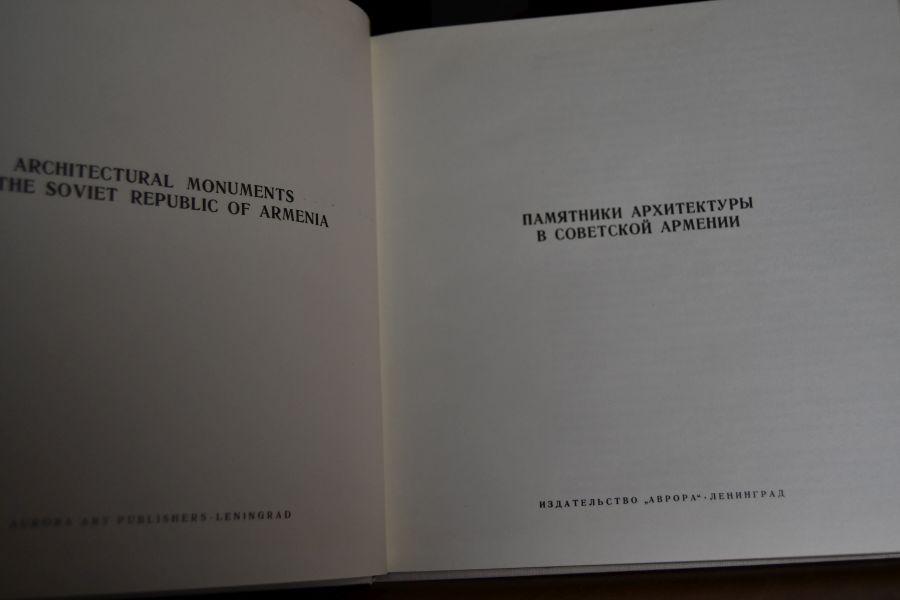 ARCHITECTURAL MONUMENTS
THE SOVIET REPUBLIC OF ARMENIA
AURORA ART PUBLISHERS·LENINGRAD
ПАМЯТНИКИ АРХИТЕКТУРЫ
В СОВЕТСКОЙ АРМЕНИИ
ИЗДАТЕЛЬСТВО „АВРОРА“·ЛЕНИНГРАД